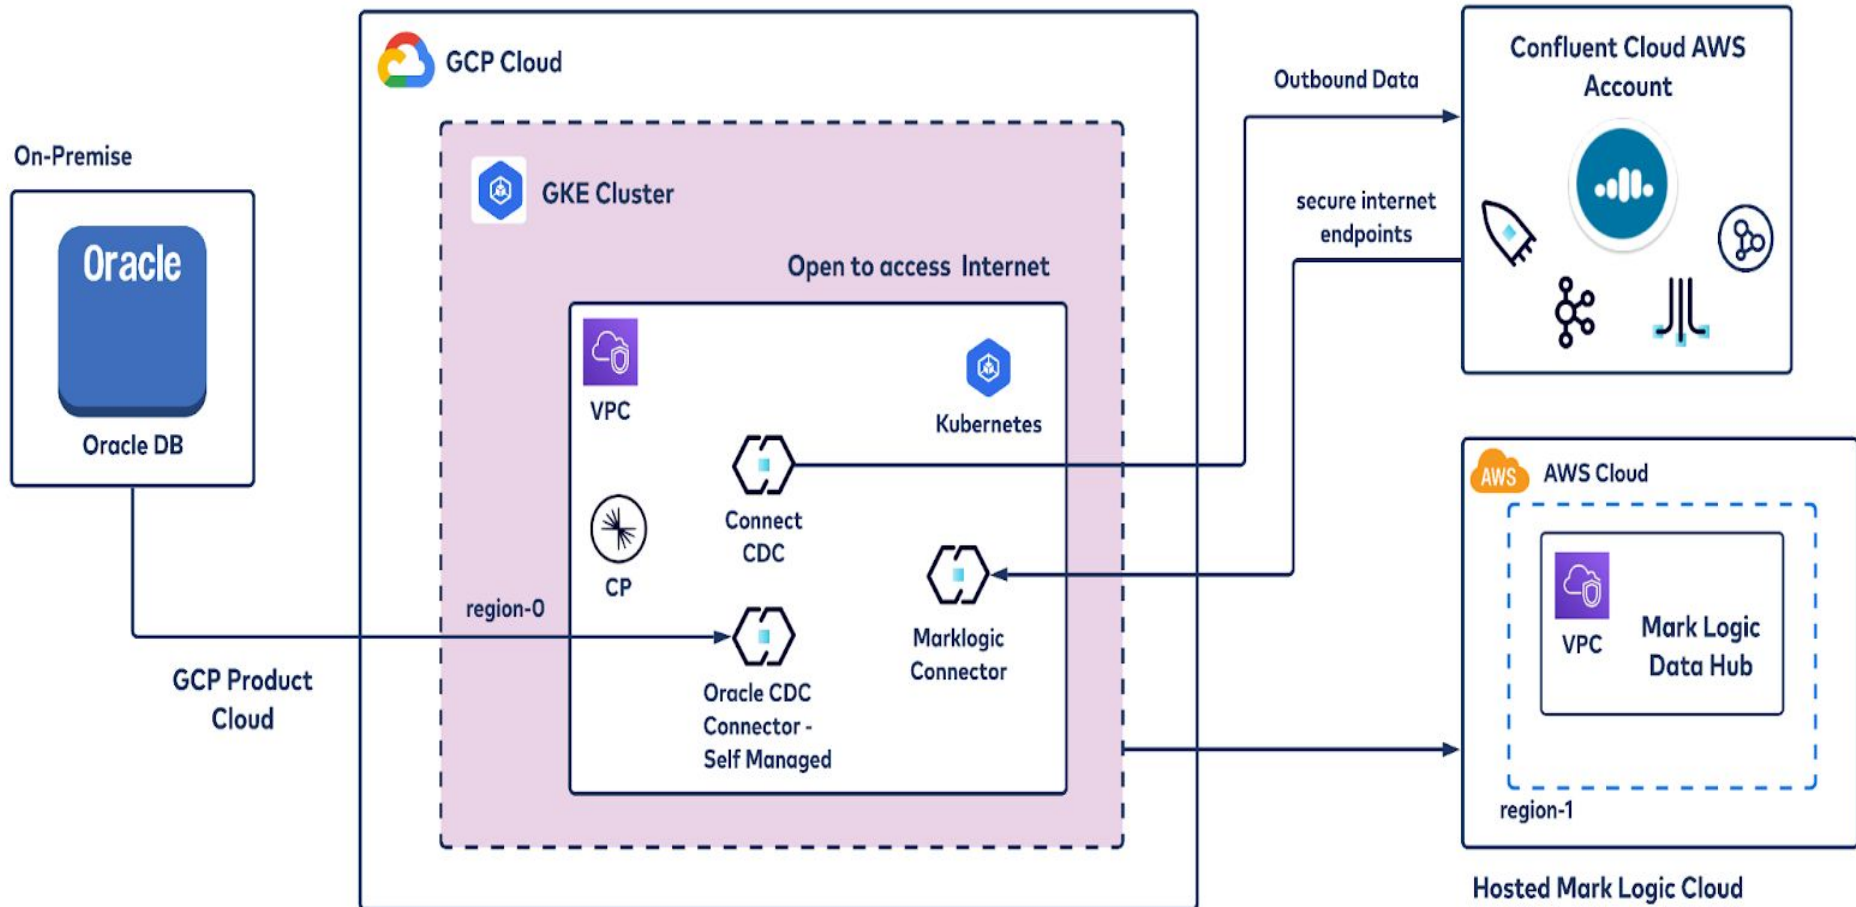 On-Premise
Oracle
Oracle DB
GCP Product
Cloud
GCP Cloud
GKE Cluster
Open to access Internet
VPC
Kubernetes
Connect
CDC
CP
region-0
Marklogic
Connector
Oracle CDC
Connector -
Self Managed
Outbound Data
secure internet
endpoints
Confluent Cloud AWS
Account
AWS
AWS Cloud
VPC
Mark Logic
Data Hub
region-1
Hosted Mark Logic Cloud